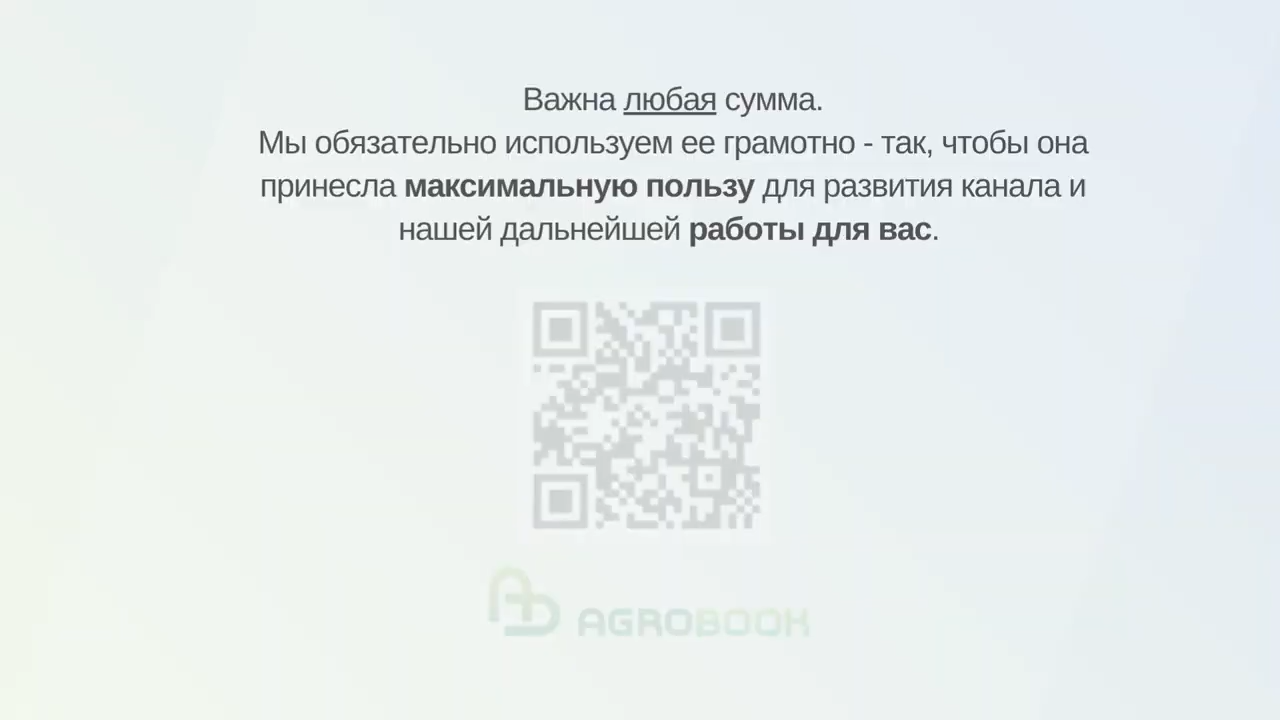 Важна любая сумма.
Мы обязательно используем ее грамотно - так, чтобы она
принесла максимальную пользу для развития канала и
нашей дальнейшей работы для вас.
AGROBOOK